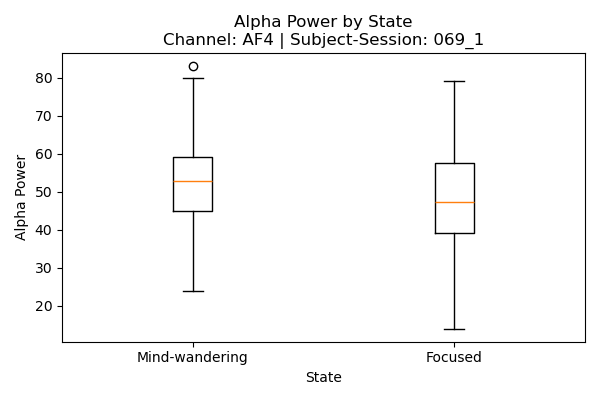 Alpha Power by State
Channel: AF4 | Subject-Session: 069_1
Alpha Power
80
70
60
50
40
30
20
Mind-wandering
Focused
State